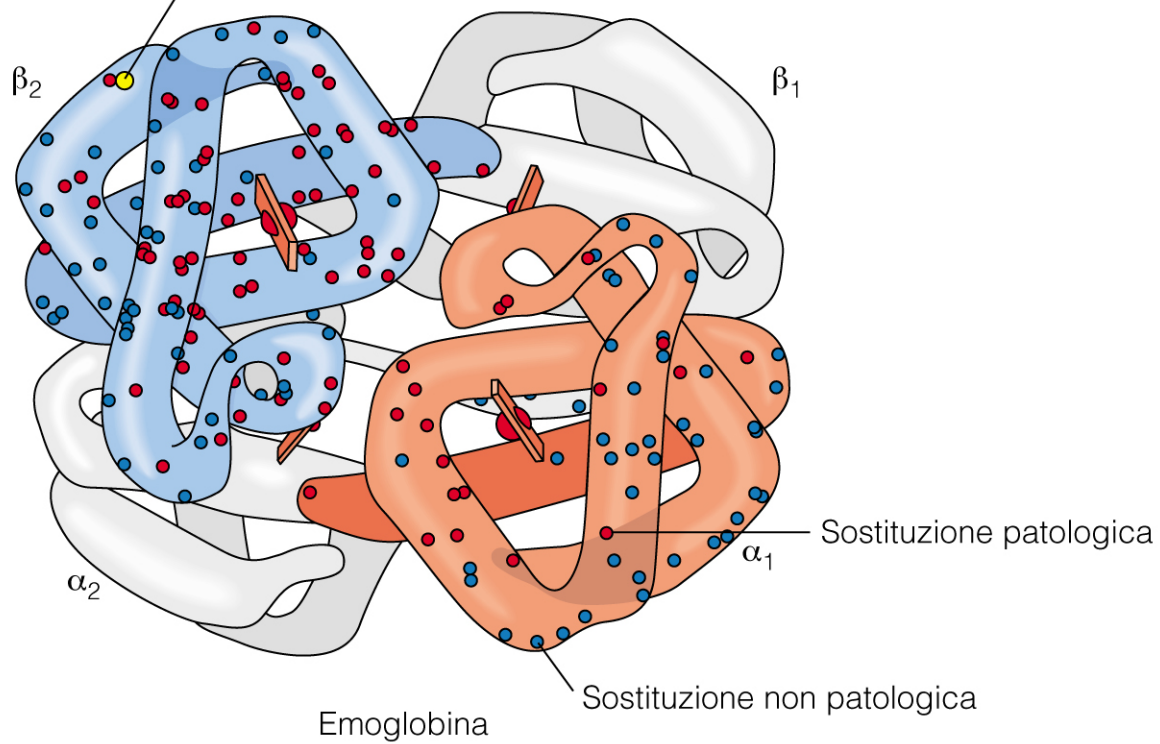 β2
β1
Sostituzione patologica
α1
α2
Sostituzione non patologica
Emoglobina